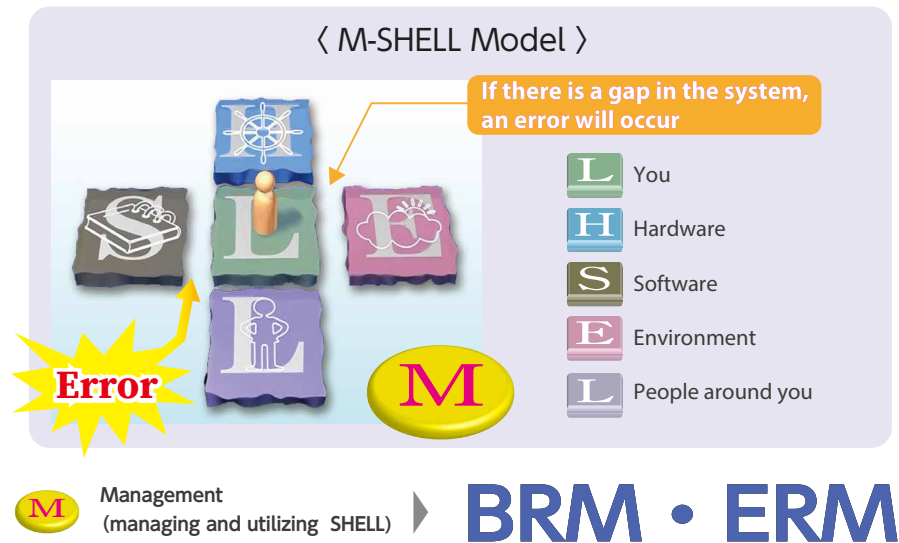 〈 M-SHELL Model 〉
If there is a gap in the system,
an error will occur
H
S
L
E
L
Error
M
L You
H Hardware
S Software
E Environment
L People around you
M
Management
(managing and utilizing SHELL)
BRM・ERM